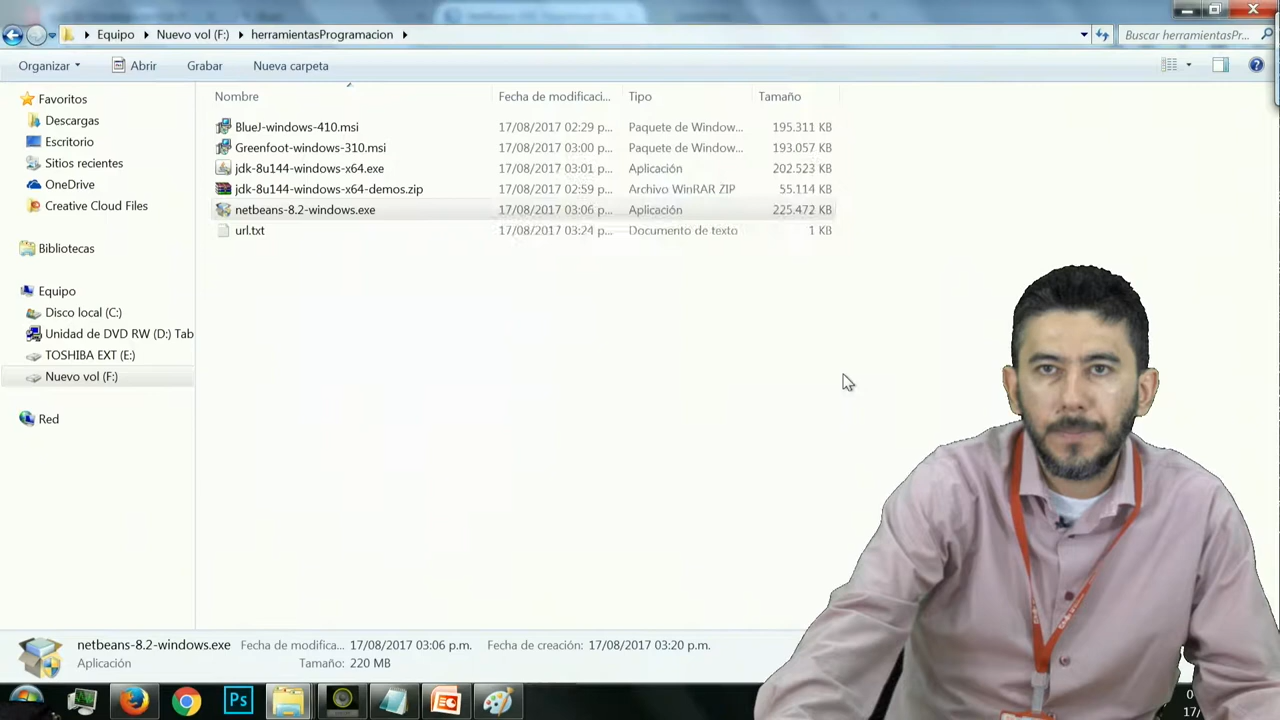 Equipo Nuevo vol (F:) herramientasProgramacion
Buscar herramientasPr...
Organizar Abrir Grabar Nueva carpeta
Nombre Fecha de modificaci... Tipo Tamaño
Favoritos
Descargas
Escritorio
Sitios recientes
OneDrive
Creative Cloud Files
Bibliotecas
Equipo
Disco local (C:)
Unidad de DVD RW (D:) Tab
TOSHIBA EXT (E:)
Nuevo vol (F:)
Red
BlueJ-windows-410.msi 17/08/2017 02:29 p... Paquete de Window... 195.311 KB
Greenfoot-windows-310.msi 17/08/2017 03:00 p... Paquete de Window... 193.057 KB
jdk-8u144-windows-x64.exe 17/08/2017 03:01 p... Aplicación 202.523 KB
jdk-8u144-windows-x64-demos.zip 17/08/2017 02:59 p... Archivo WinRAR ZIP 55.114 KB
netbeans-8.2-windows.exe 17/08/2017 03:06 p... Aplicación 225.472 KB
url.txt 17/08/2017 03:24 p... Documento de texto 1 KB
netbeans-8.2-windows.exe Fecha de modifica... 17/08/2017 03:06 p.m. Fecha de creación: 17/08/2017 03:20 p.m.
Aplicación Tamaño: 220 MB
Ps
0
17/